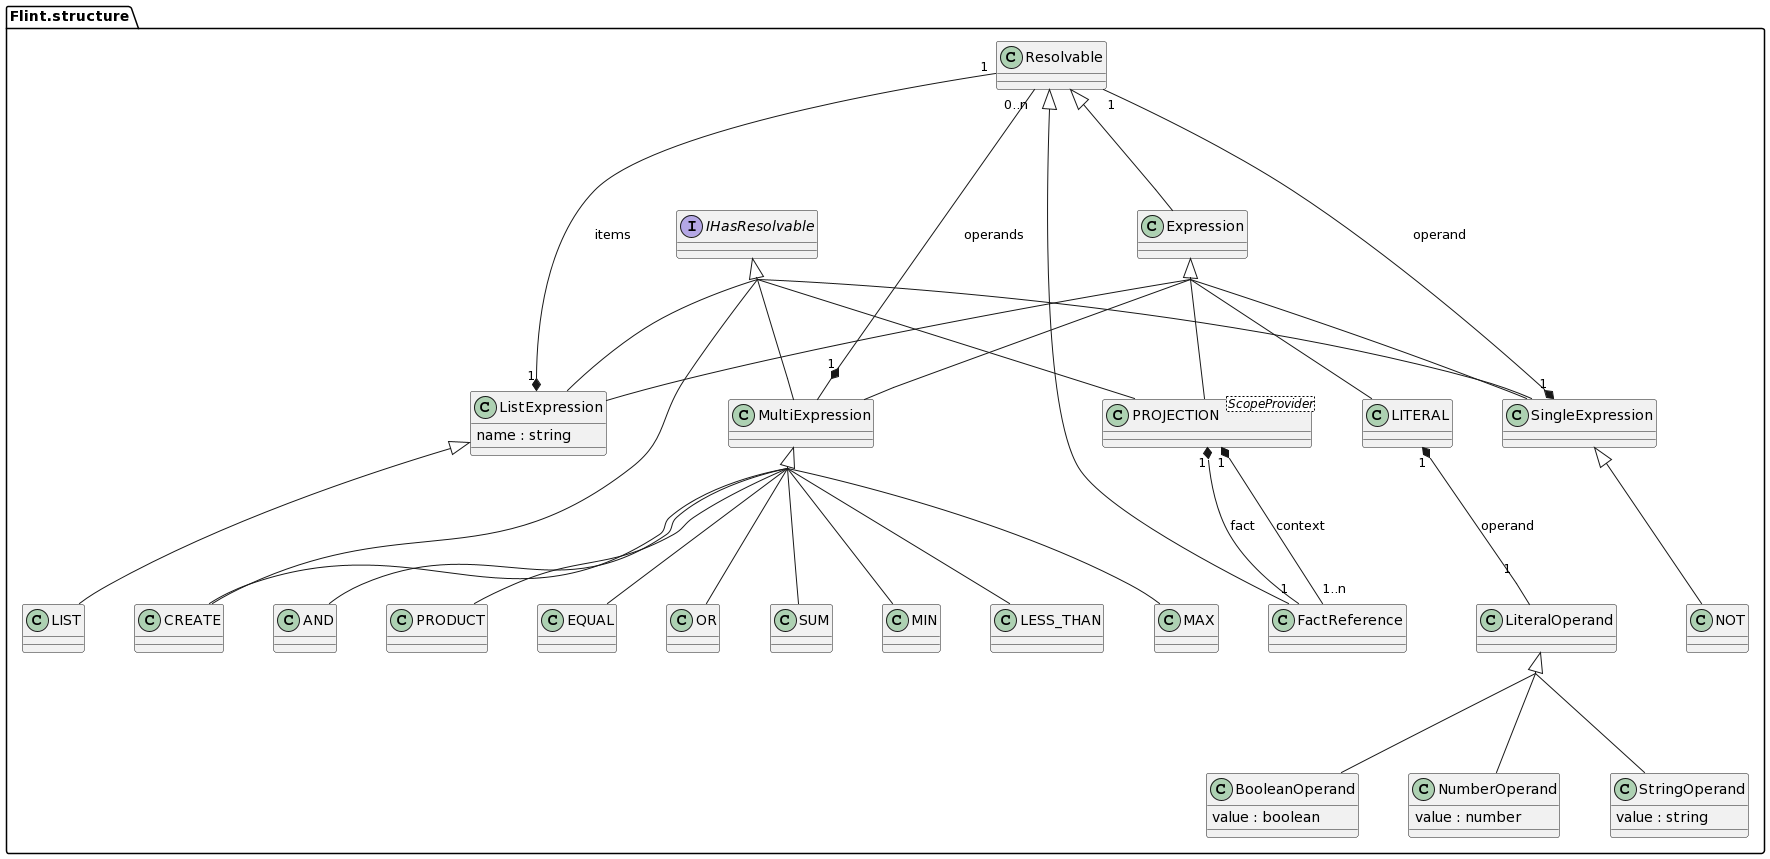 Flint.structure
C Resolvable
1
0..n
1
I IHasResolvable
items
operands
C Expression
operand
1
1
1
C ListExpression
name : string
C MultiExpression
C PROJECTION
ScopeProvider
C LITERAL
C SingleExpression
1
1
1
fact
context
operand
1
1..n
1
C LIST
C CREATE
C AND
C PRODUCT
C EQUAL
C OR
C SUM
C MIN
C LESS_THAN
C MAX
C FactReference
C LiteralOperand
C NOT
C BooleanOperand
value : boolean
C NumberOperand
value : number
C StringOperand
value : string